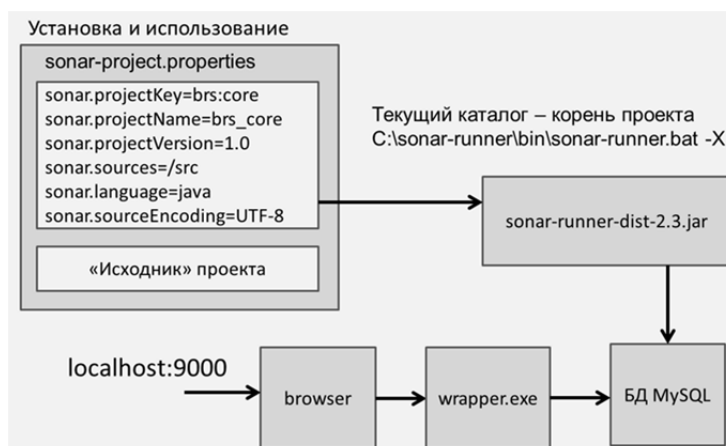 Установка и использование
sonar-project.properties
sonar.projectKey=brs:core
sonar.projectName=brs_core
sonar.projectVersion=1.0
sonar.sources=/src
sonar.language=java
sonar.sourceEncoding=UTF-8
«Исходник» проекта
Текущий каталог – корень проекта
C:\sonar-runner\bin\sonar-runner.bat -X
sonar-runner-dist-2.3.jar
localhost:9000
browser
wrapper.exe
БД MySQL